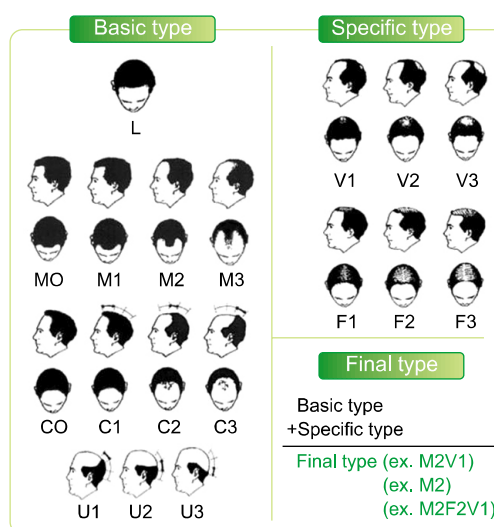 Basic type
L
MO M1 M2 M3
CO C1 C2 C3
U1 U2 U3
Specific type
V1 V2 V3
F1 F2 F3
Final type
Basic type
+Specific type
Final type (ex. M2V1)
(ex. M2)
(ex. M2F2V1)